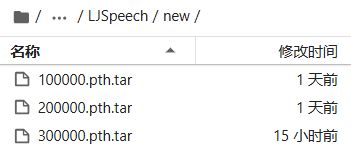 / ... / LJSpeech / new /
名称 修改时间
100000.pth.tar 1 天前
200000.pth.tar 1 天前
300000.pth.tar 15 小时前